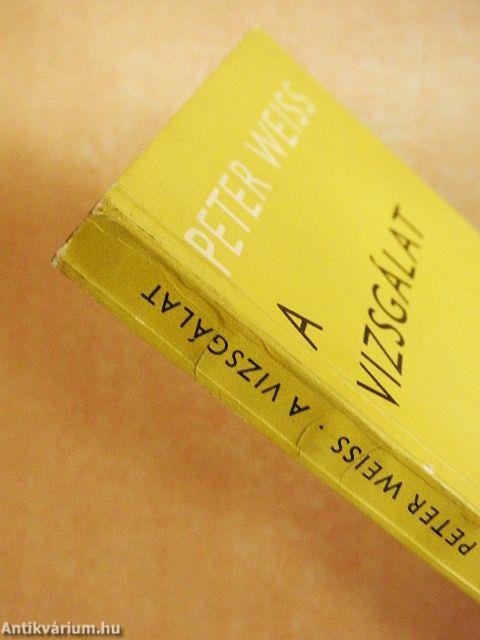 PETER WEISS
A
VIZSGÁLAT
PETER WEISS · A VIZSGÁLAT
Antikvárium.hu